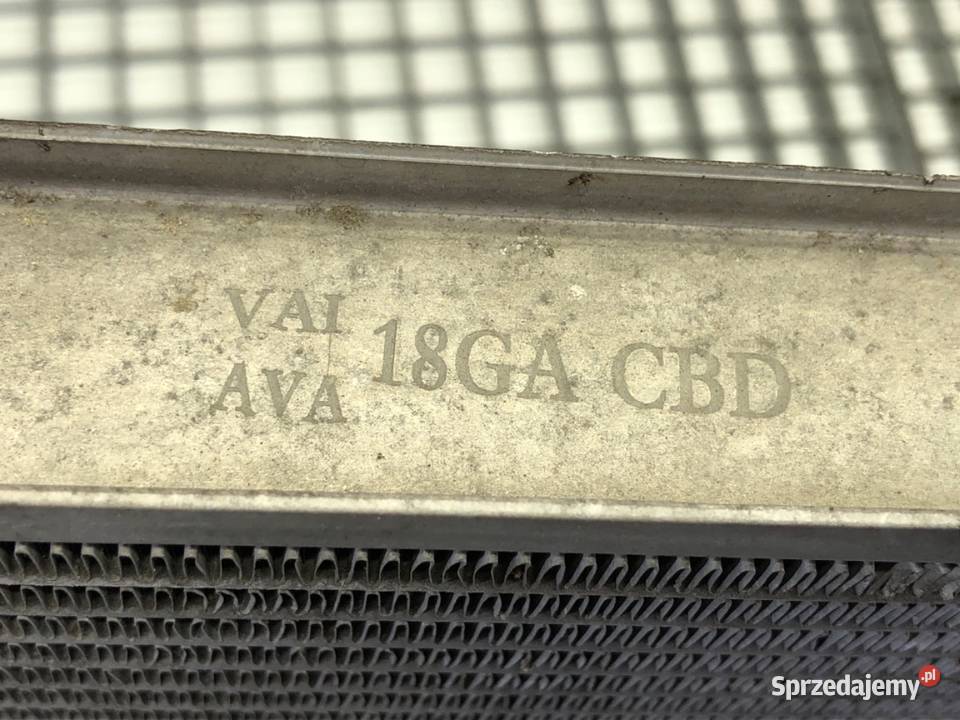 VAI
AVA
18GA CBD
Sprzedajemy.pl